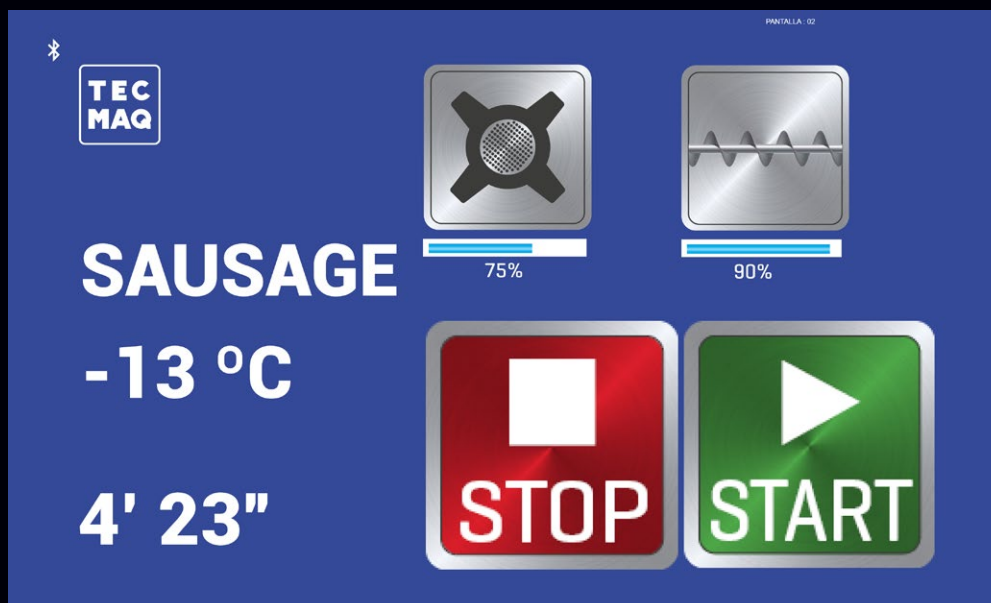 PANTALLA : 02
TEC
MAQ
SAUSAGE
-13 ºC
4' 23"
75%
90%
STOP
START